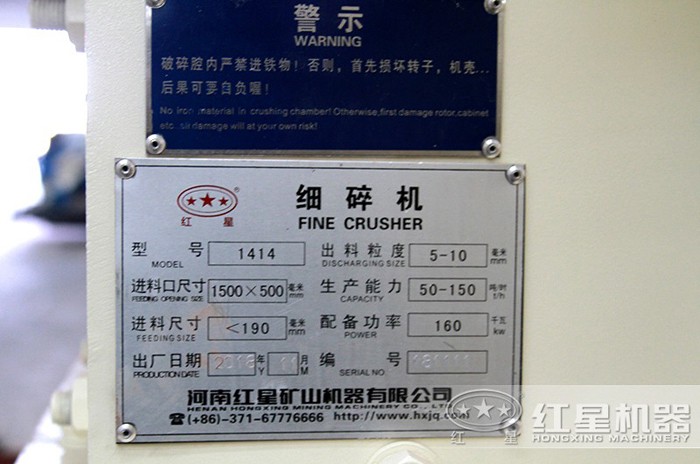 警示
WARNING
破碎腔内严禁进铁物！否则，首先损坏转子，机壳...
后果可要自负喔！
No iron material in crushing chamber! Otherwise,first damage rotor,cabinet
etc..sir damage will at your own risk!
红星
细碎机
FINE CRUSHER
型号 1414 出料粒度 5-10 毫米
MODEL DISCHARGING SIZE mm
进料口尺寸 1500×500 毫米 生产能力 50-150 吨/时
FEEDING OPENING SIZE mm CAPACITY t/h
进料尺寸 <190 毫米 配备功率 160 千瓦
FEEDING SIZE mm POWER kw
出厂日期 2018 年 11 月 编号 181111
PRODUCTION DATE Y M SERIAL NO.
河南红星矿山机器有限公司
HENAN HONGXING MINING MACHINERY CO., LTD
☎(+86)-371-67776666 http://www.hxjq.com
红星
红星机器
HONGXING MACHINERY